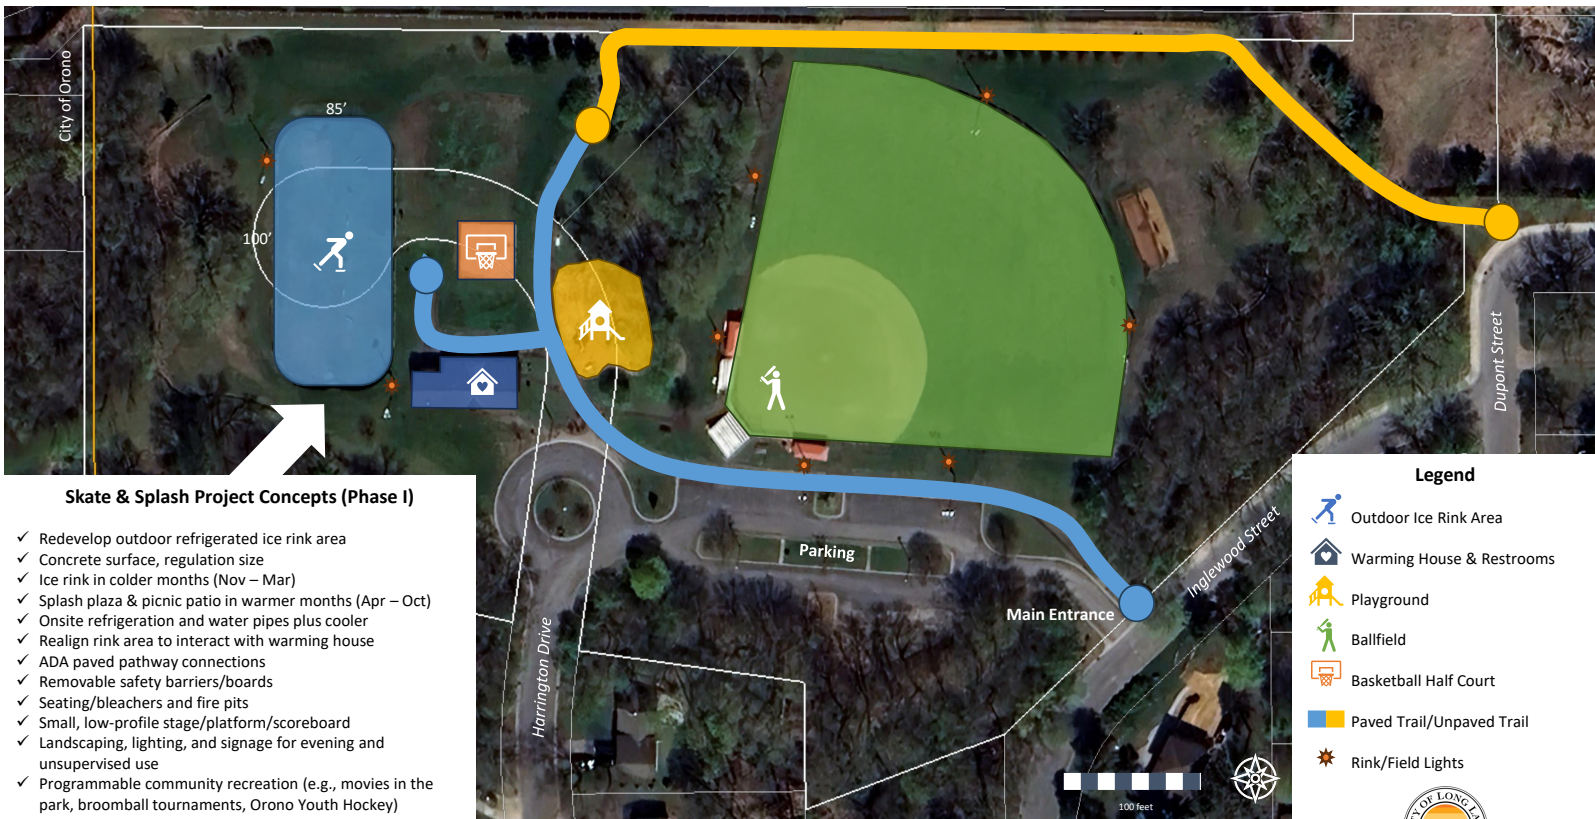 City of Orono
85’
100’
Dupont Street
Inglewood Street
Parking
Main Entrance
Harrington Drive
100 feet
Skate & Splash Project Concepts (Phase I)
✓ Redevelop outdoor refrigerated ice rink area
✓ Concrete surface, regulation size
✓ Ice rink in colder months (Nov – Mar)
✓ Splash plaza & picnic patio in warmer months (Apr – Oct)
✓ Onsite refrigeration and water pipes plus cooler
✓ Realign rink area to interact with warming house
✓ ADA paved pathway connections
✓ Removable safety barriers/boards
✓ Seating/bleachers and fire pits
✓ Small, low-profile stage/platform/scoreboard
✓ Landscaping, lighting, and signage for evening and
unsupervised use
✓ Programmable community recreation (e.g., movies in the
park, broomball tournaments, Orono Youth Hockey)
Legend
Outdoor Ice Rink Area
Warming House & Restrooms
Playground
Ballfield
Basketball Half Court
Paved Trail/Unpaved Trail
Rink/Field Lights
OF LONG